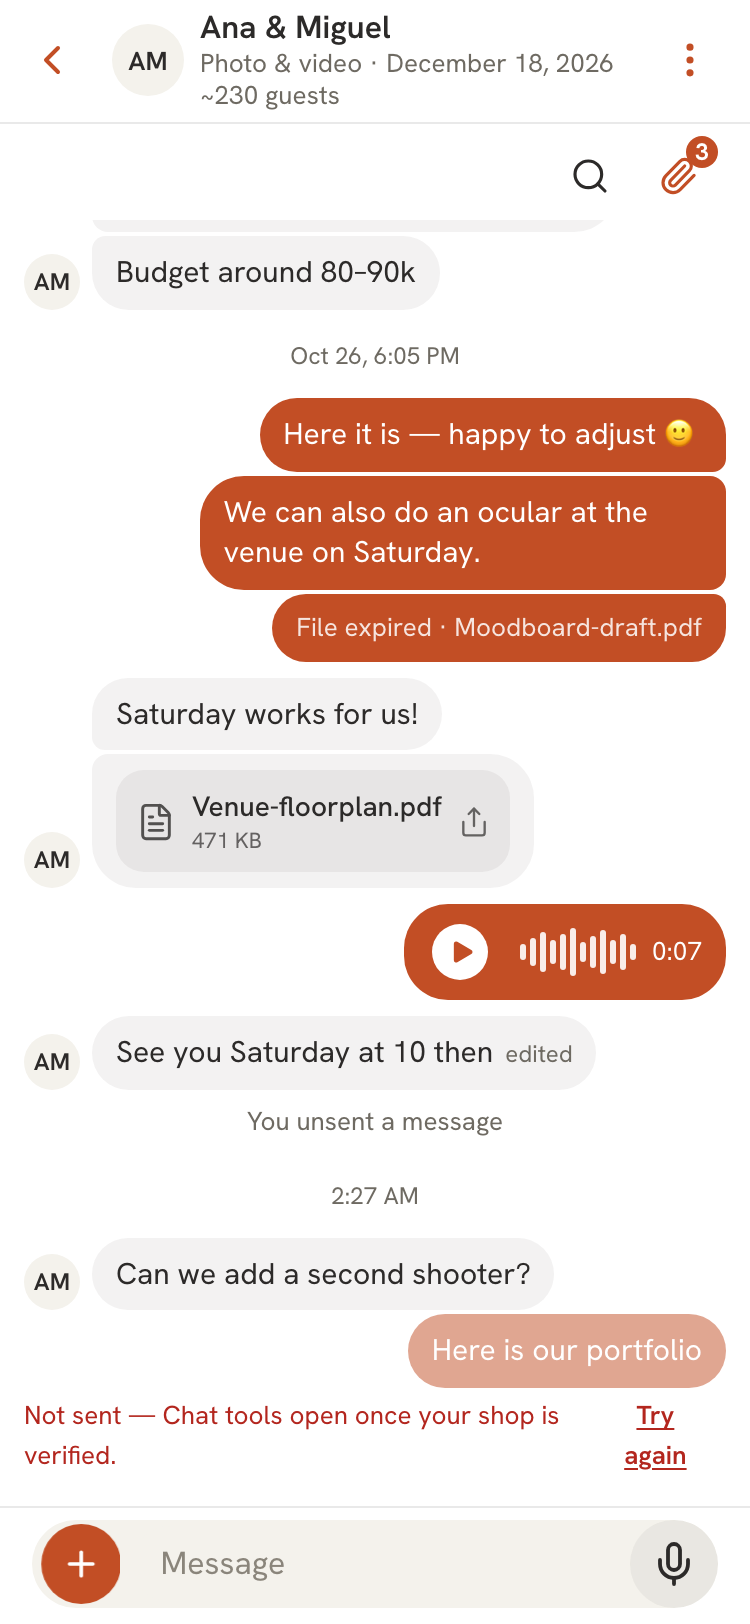 Ana & Miguel
AM
Photo & video · December 18, 2026
~230 guests
3
Budget around 80–90k
AM
Oct 26, 6:05 PM
Here it is — happy to adjust 🙂
We can also do an ocular at the
venue on Saturday.
File expired · Moodboard-draft.pdf
Saturday works for us!
Venue-floorplan.pdf
471 KB
AM
0:07
See you Saturday at 10 then edited
AM
You unsent a message
2:27 AM
Can we add a second shooter?
AM
Here is our portfolio
Not sent — Chat tools open once your shop is
verified.
Try
again
Message